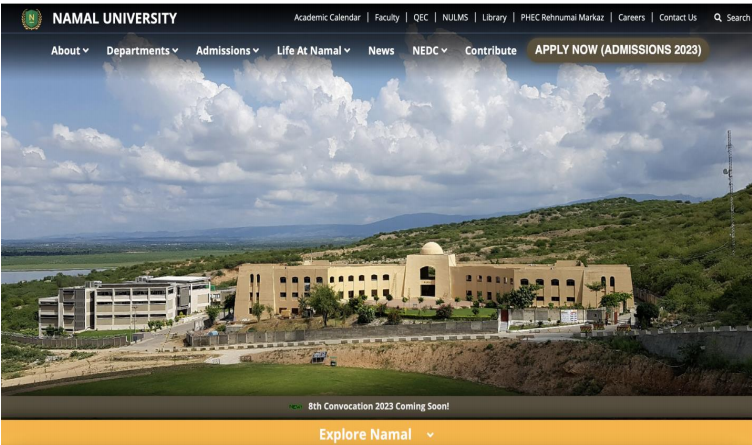 NAMAL UNIVERSITY
Academic Calendar | Faculty | QEC | NULMS | Library | PHEC Rehnumai Markaz | Careers | Contact Us Search
About Departments Admissions Life At Namal News NEDC Contribute APPLY NOW (ADMISSIONS 2023)
8th Convocation 2023 Coming Soon!
Explore Namal